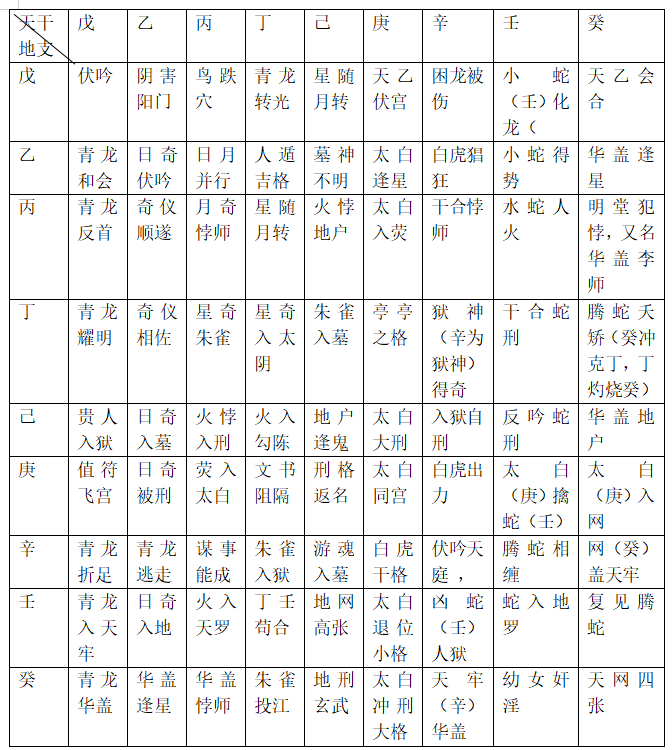 天干 戊 乙 丙 丁 己 庚 辛 壬 癸
地支
戊 伏吟 阴害 鸟跌 青龙 星随 天乙 困龙被 小蛇 天乙会
阳门 穴 转光 月转 伏宫 伤 （壬）化 合
龙（
乙 青龙 日奇 日月 人遁 墓神 太白 白虎猖 小蛇得 华盖逢
和会 伏吟 并行 吉格 不明 逢星 狂 势 星
丙 青龙 奇仪 月奇 星随 火悖 太白 干合悖 水蛇人 明堂犯
反首 顺遂 悖师 月转 地户 入荧 师 火 悖，又名
华盖李
师
丁 青龙 奇仪 星奇 星奇 朱雀 亭亭 狱神 干合蛇 腾蛇夭
耀明 相佐 朱雀 入太 入墓 之格 （辛为 刑 矫（癸冲
阴 狱神） 克丁，丁
得奇 灼烧癸）
己 贵人 日奇 火悖 火入 地户 太白 入狱自 反吟蛇 华盖地
入狱 入墓 入刑 勾陈 逢鬼 大刑 刑 刑 户
庚 值符 日奇 荧入 文书 刑格 太白 白虎出 太白 太白
飞宫 被刑 太白 阻隔 返名 同宫 力 （庚）擒 （庚）入
蛇（壬） 网
辛 青龙 青龙 谋事 朱雀 游魂 白虎 伏吟天 腾蛇相 网（癸）
折足 逃走 能成 入狱 入墓 干格 庭， 缠 盖天牢
壬 青龙 日奇 火入 丁壬 地网 太白 凶蛇 蛇入地 复见腾
入天 入地 天罗 苟合 高张 退位 （壬） 罗 蛇
牢 小格 人狱
癸 青龙 华盖 华盖 朱雀 地刑 太白 天牢 幼女奸 天网四
华盖 逢星 悖师 投江 玄武 冲刑 （辛） 淫 张
大格 华盖